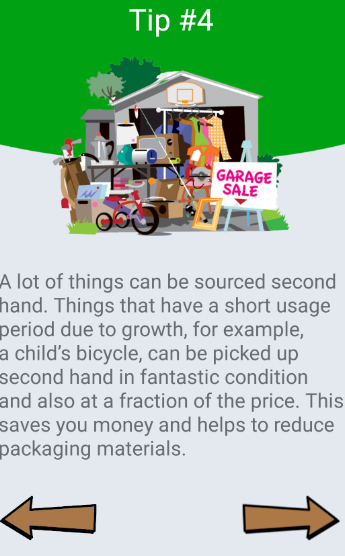 Tip #4
GARAGE
SALE
A lot of things can be sourced second
hand. Things that have a short usage
period due to growth, for example,
a child's bicycle, can be picked up
second hand in fantastic condition
and also at a fraction of the price. This
saves you money and helps to reduce
packaging materials.